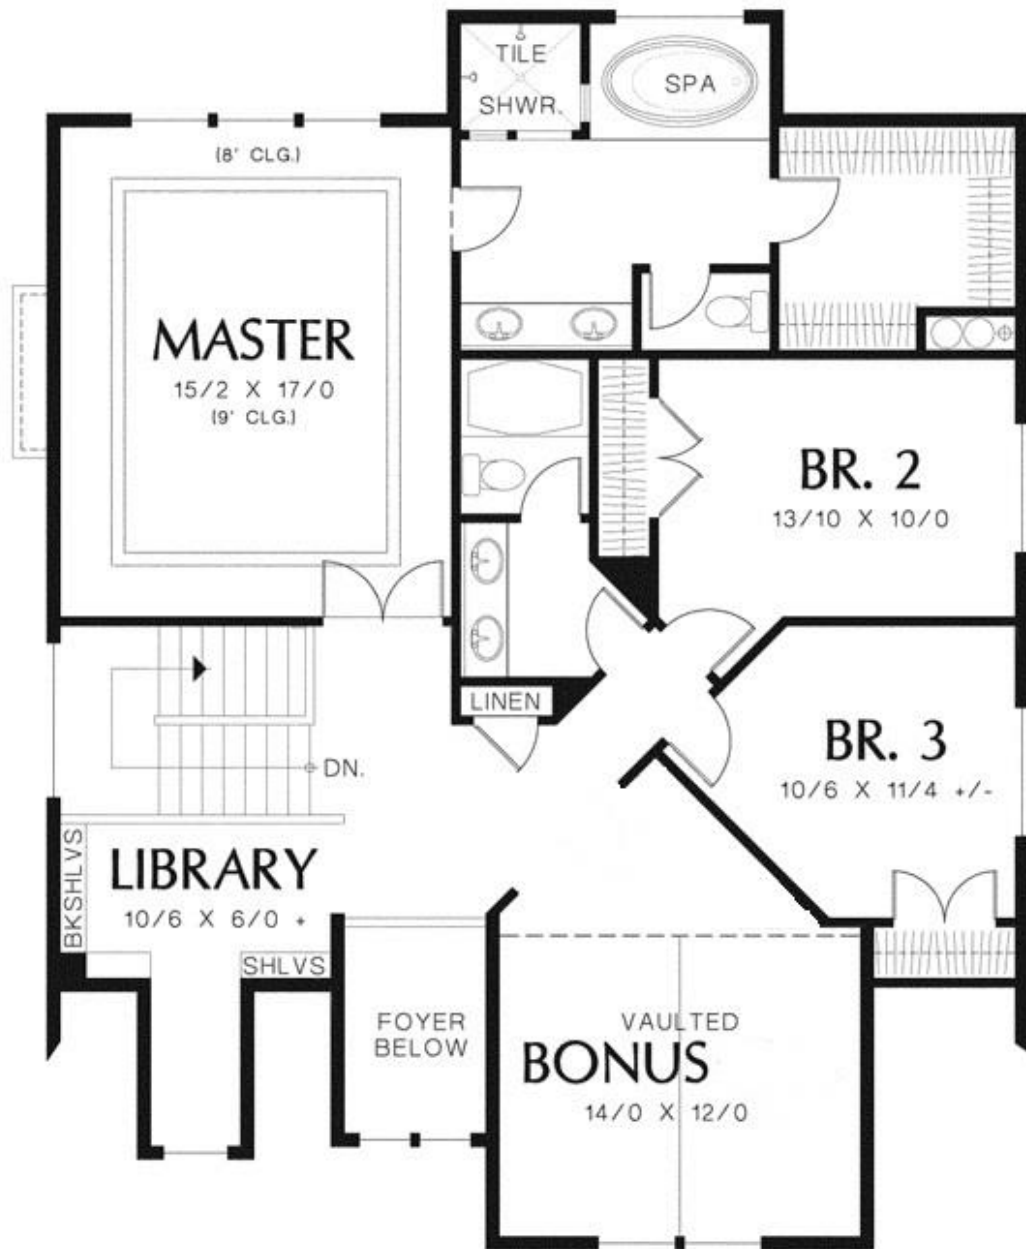 TILE
SHWR.
SPA
(8' CLG.)
MASTER
15/2 X 17/0
(9' CLG.)
BR. 2
13/10 X 10/0
LINEN
BR. 3
10/6 X 11/4 +/-
DN.
BKSHLVS
LIBRARY
10/6 X 6/0 +
SHLVS
FOYER
BELOW
VAULTED
BONUS
14/0 X 12/0